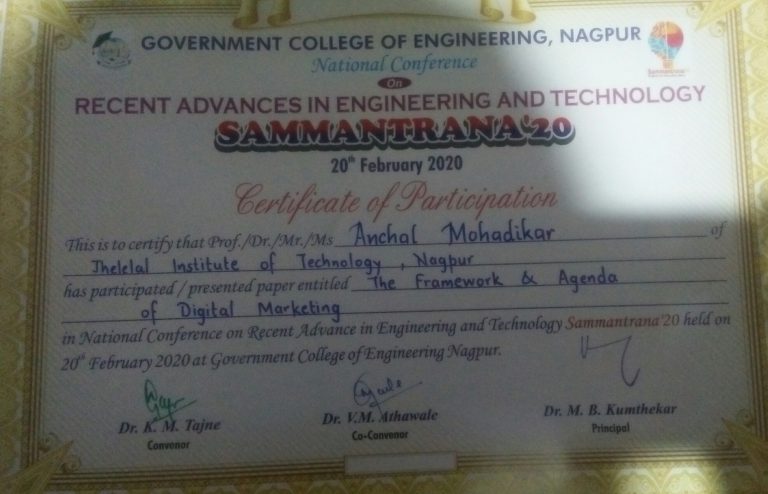 GOVERNMENT COLLEGE OF ENGINEERING, NAGPUR
Sammantrana
National Conference
On
RECENT ADVANCES IN ENGINEERING AND TECHNOLOGY
SAMMANTRANA'20
20th February 2020
Certificate of Participation
This is to certify that Prof./Dr./Mr./Ms Anchal Mohadikar of
Jhelelal Institute of Technology, Nagpur
has participated / presented paper entitled The Framework & Agenda
of Digital Marketing
in National Conference on Recent Advance in Engineering and Technology Sammantrana'20 held on
20th February 2020 at Government College of Engineering Nagpur.
Dr. K. M. Tajne
Convenor
Dr. V.M. Athawale
Co-Convenor
Dr. M. B. Kumthekar
Principal